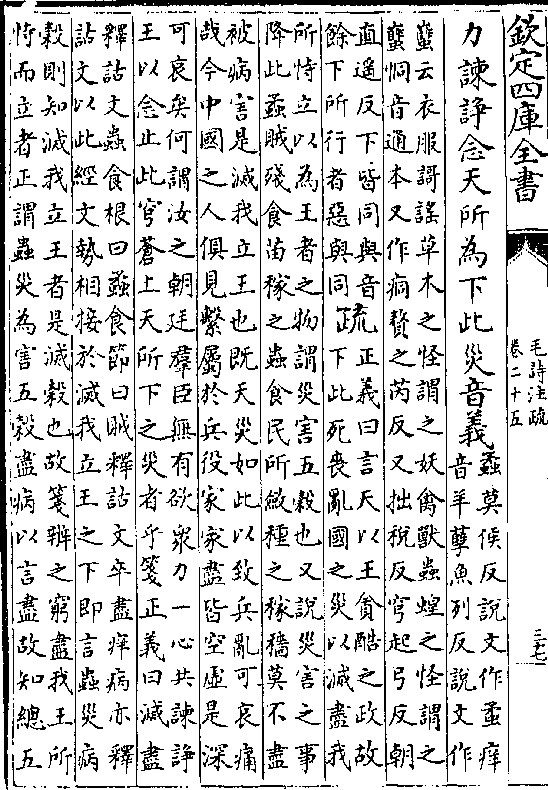 欽定四庫全書
毛詩注疏
卷二十五
三七
力諫諍念天所為下此災音義
蟊莫侯反說文作痒
音羊孽魚列反說文作
蠥云衣服謌謠草木之怪謂之妖禽獸蟲蝗之怪謂之
蠥恫音通本又作痌贅之芮反又拙稅反穹起弓反朝
直遥反下皆同與音
餘下所行者惡與同
疏
正義曰言天以王貪酷之政故
下此死喪亂國之災以滅盡我
所恃立以為王者之物謂災害五穀也又說災害之事
降此蟊賊殘食苗稼之蟲食民所斂種之稼穡莫不盡
被病害是滅我立王也既天災如此以致兵亂可哀痛
哉今中國之人俱見繫屬於兵役家家盡皆空虛是深
可哀矣何謂汝之朝廷羣臣無有欲衆力一心共諫諍
王以念止此穹蒼上天所下之災者乎箋正義曰滅盡
釋詁文蟲食根曰蟊食節曰賊釋詁文卒盡痒病亦釋
詁文以此經文勢相接於滅我立王之下即言蟲災病
穀則知滅我立王者是滅穀也故箋辨之窮盡我王所
恃而立者正謂蟲災為害五穀盡病以言盡故知總五